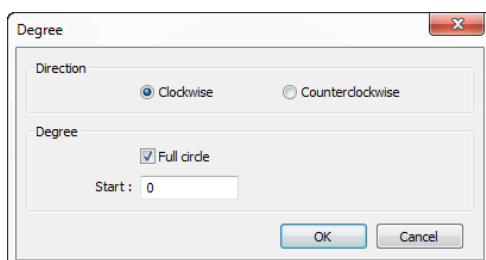 Degree
Direction
Clockwise Counterclockwise
Degree
Full circle
Start : 0
OK Cancel